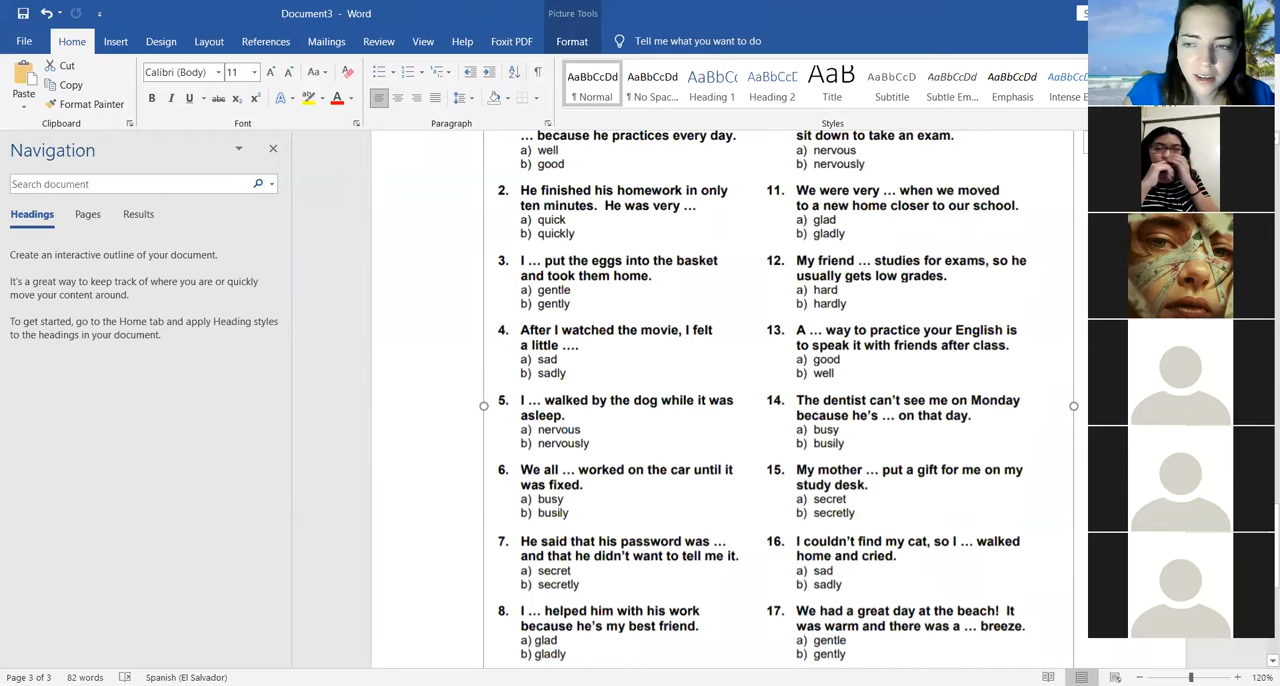 Document3 - Word
Picture Tools
File
Home
Insert
Design
Layout
References
Mailings
Review
View
Help
Foxit PDF
Format
Tell me what you want to do
Paste
Cut
Copy
Format Painter
Clipboard
Calibri (Body)
11
Font
Paragraph
AaBbCcDd
¶ Normal
AaBbCcDd
¶ No Spac...
AaBbCc
Heading 1
AaBbCcD
Heading 2
AaB
Title
AaBbCcD
Subtitle
AaBbCcDd
Subtle Em...
AaBbCcDd
Emphasis
AaBbCcDd
Intense E
Styles
Navigation
Search document
Headings
Pages
Results
Create an interactive outline of your document.
It's a great way to keep track of where you are or quickly
move your content around.
To get started, go to the Home tab and apply Heading styles
to the headings in your document.
... because he practices every day.
a) well
b) good
2. He finished his homework in only
ten minutes. He was very ...
a) quick
b) quickly
3. I ... put the eggs into the basket
and took them home.
a) gentle
b) gently
4. After I watched the movie, I felt
a little ....
a) sad
b) sadly
5. I ... walked by the dog while it was
asleep.
a) nervous
b) nervously
6. We all ... worked on the car until it
was fixed.
a) busy
b) busily
7. He said that his password was ...
and that he didn't want to tell me it.
a) secret
b) secretly
8. I ... helped him with his work
because he's my best friend.
a) glad
b) gladly
sit down to take an exam.
a) nervous
b) nervously
11. We were very ... when we moved
to a new home closer to our school.
a) glad
b) gladly
12. My friend ... studies for exams, so he
usually gets low grades.
a) hard
b) hardly
13. A ... way to practice your English is
to speak it with friends after class.
a) good
b) well
14. The dentist can't see me on Monday
because he's ... on that day.
a) busy
b) busily
15. My mother ... put a gift for me on my
study desk.
a) secret
b) secretly
16. I couldn't find my cat, so I ... walked
home and cried.
a) sad
b) sadly
17. We had a great day at the beach! It
was warm and there was a ... breeze.
a) gentle
b) gently
Page 3 of 3
82 words
Spanish (El Salvador)
120%